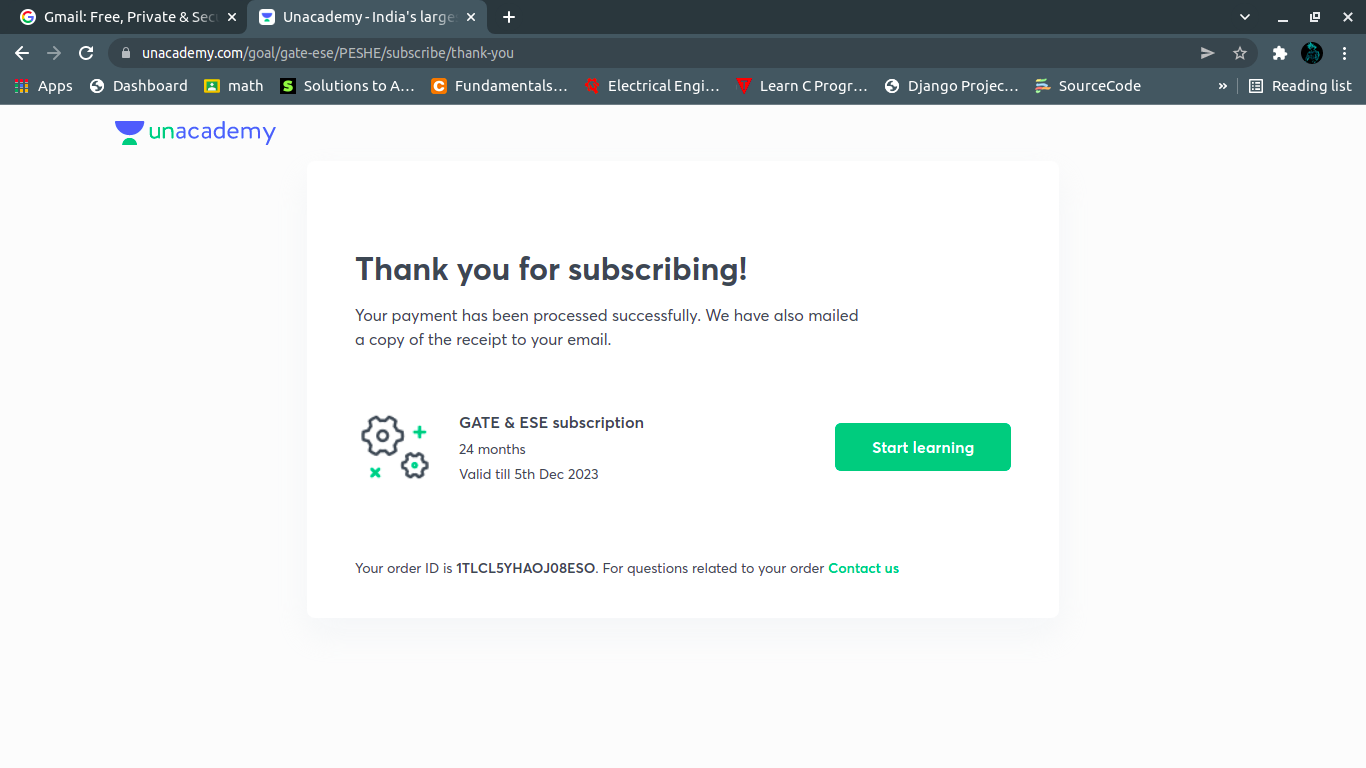 Gmail: Free, Private & Sec
Unacademy - India's large
unacademy.com/goal/gate-ese/PESHE/subscribe/thank-you
Apps
Dashboard
math
Solutions to A...
Fundamentals...
Electrical Engi...
Learn C Progr...
Django Projec...
SourceCode
»
Reading list
unacademy
Thank you for subscribing!
Your payment has been processed successfully. We have also mailed
a copy of the receipt to your email.
GATE & ESE subscription
24 months
Valid till 5th Dec 2023
Start learning
Your order ID is 1TLCL5YHAOJ08ESO. For questions related to your order Contact us